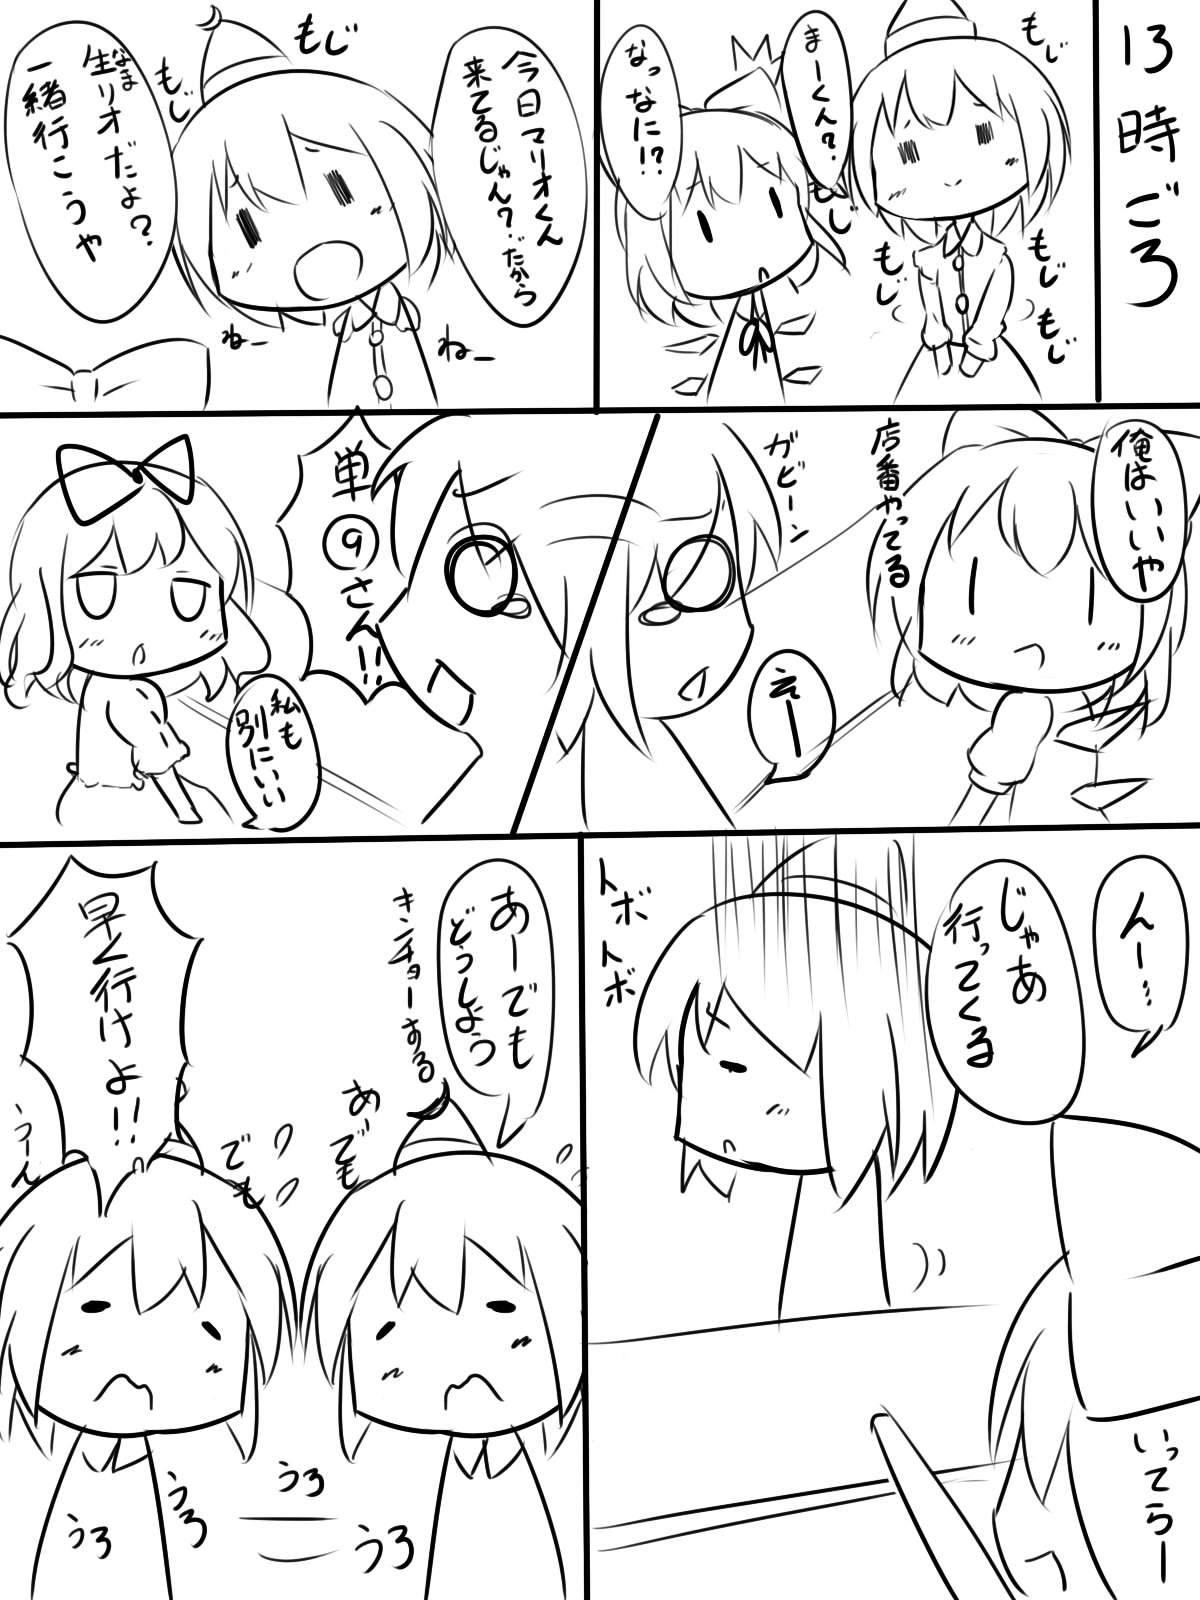 13時ごろ
もじ
まーくん?
もじ
もじ
もじ
もじ
なっなに!?
今日マリオくん
来てるじゃん?だから
もじ
もじ
なま
生リオだよ?
一緒行こうや
ねー
ねー
俺はいいや
店番やってる
えー
ガビーン
単⑨さん!!
私も
別にいい
んー…
じゃあ
行ってくる
トボ
トボ
いってらー
あーでも
どうしよう
キンチョーする
あーでも
でも
早く行けよ!!
うーん
うろ
うろ
うろ
うろ